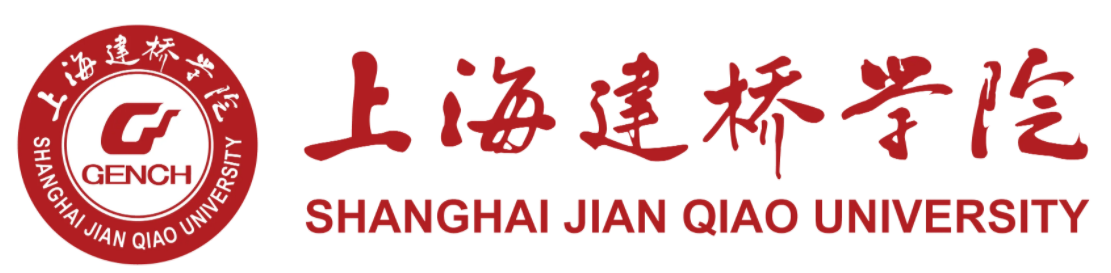 上海建桥学院
GENCH
SHANGHAI JIAN QIAO UNIVERSITY
上海建桥学院
SHANGHAI JIAN QIAO UNIVERSITY